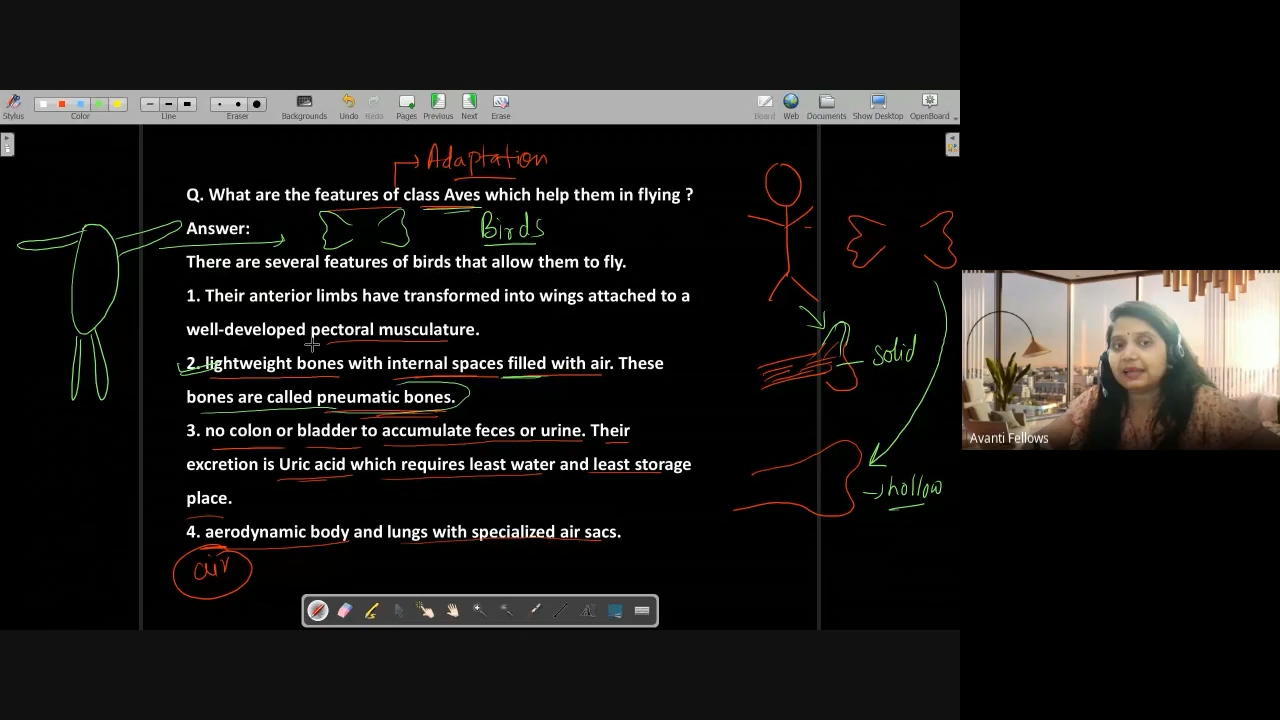 Stylus
Color
Line
Eraser
Backgrounds
Undo
Redo
Pages
Previous
Next
Erase
Board
Web
Documents
Show Desktop
OpenBoard
Adaptation
Q. What are the features of class Aves which help them in flying ?
Answer:
Birds
There are several features of birds that allow them to fly.
1. Their anterior limbs have transformed into wings attached to a
well-developed pectoral musculature.
2. lightweight bones with internal spaces filled with air. These
bones are called pneumatic bones.
3. no colon or bladder to accumulate feces or urine. Their
excretion is Uric acid which requires least water and least storage
place.
4. aerodynamic body and lungs with specialized air sacs.
air
solid
hollow
Avanti Fellows